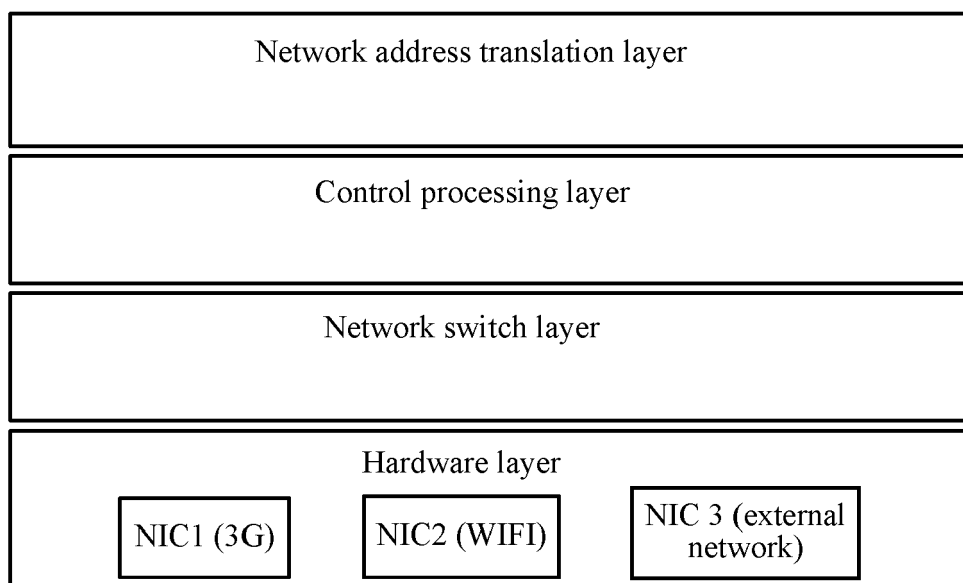 Network address translation layer
Control processing layer
Network switch layer
Hardware layer
NIC1 (3G)
NIC2 (WIFI)
NIC 3 (external
network)